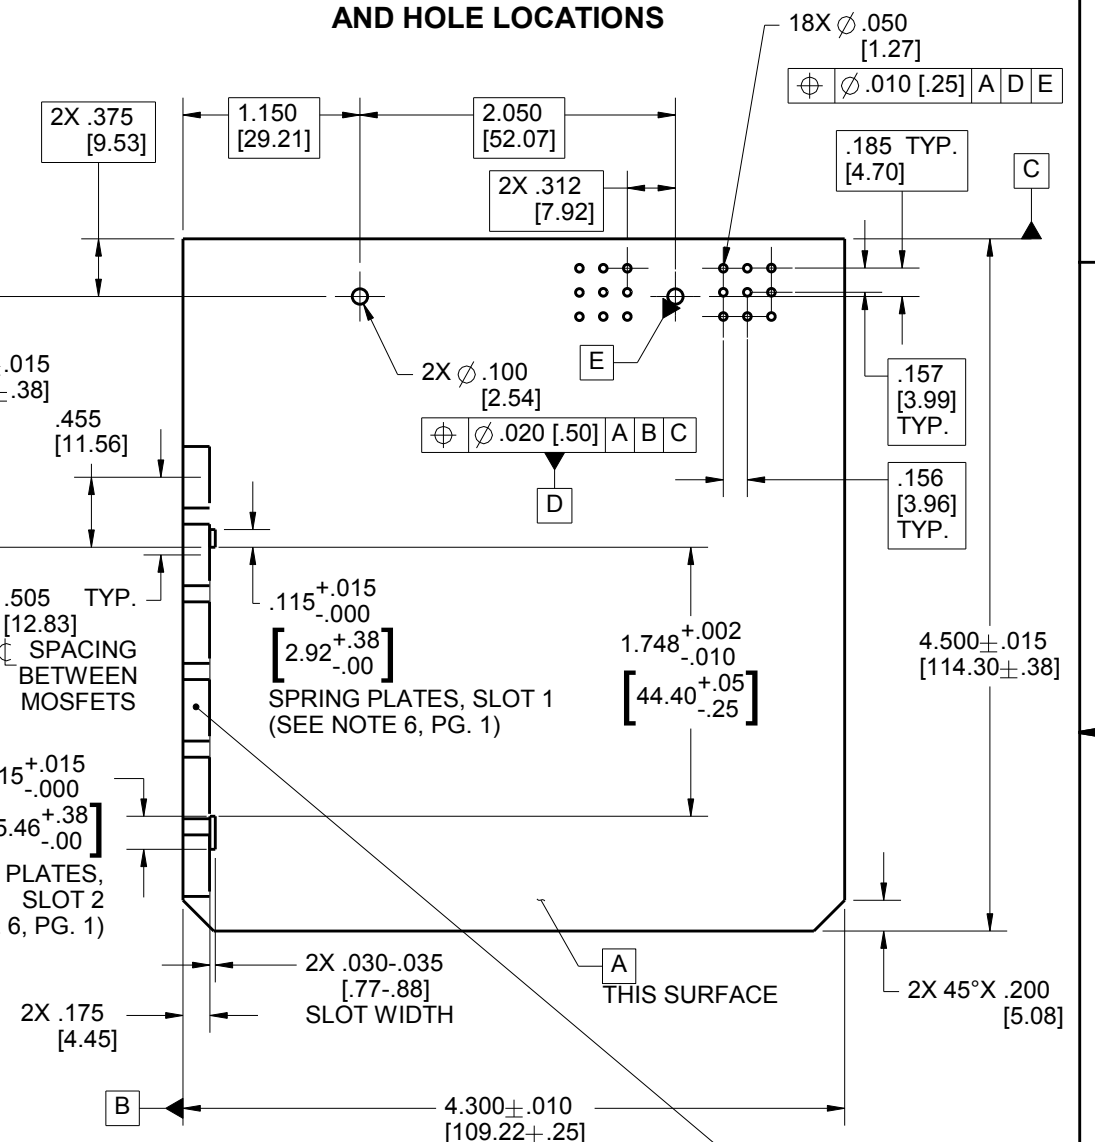 AND HOLE LOCATIONS
18X ∅ .050
[1.27]
⌖ ∅ .010 [.25] A D E
2X .375
[9.53]
1.150
[29.21]
2.050
[52.07]
2X .312
[7.92]
.185 TYP.
[4.70]
C
E
.015
±.38]
.455
[11.56]
2X ∅ .100
[2.54]
⌖ ∅ .020 [.50] A B C
D
.157
[3.99]
TYP.
.156
[3.96]
TYP.
.505 TYP.
[12.83]
℄ SPACING
BETWEEN
MOSFETS
.115 +.015
-.000
[2.92 +.38
-.00]
SPRING PLATES, SLOT 1
(SEE NOTE 6, PG. 1)
1.748 +.002
-.010
[44.40 +.05
-.25]
4.500±.015
[114.30±.38]
15 +.015
-.000
5.46 +.38
-.00]
PLATES,
SLOT 2
6, PG. 1)
2X .030-.035
[.77-.88]
SLOT WIDTH
A
THIS SURFACE
2X 45°X .200
[5.08]
2X .175
[4.45]
B
4.300±.010
[109.22±.25]